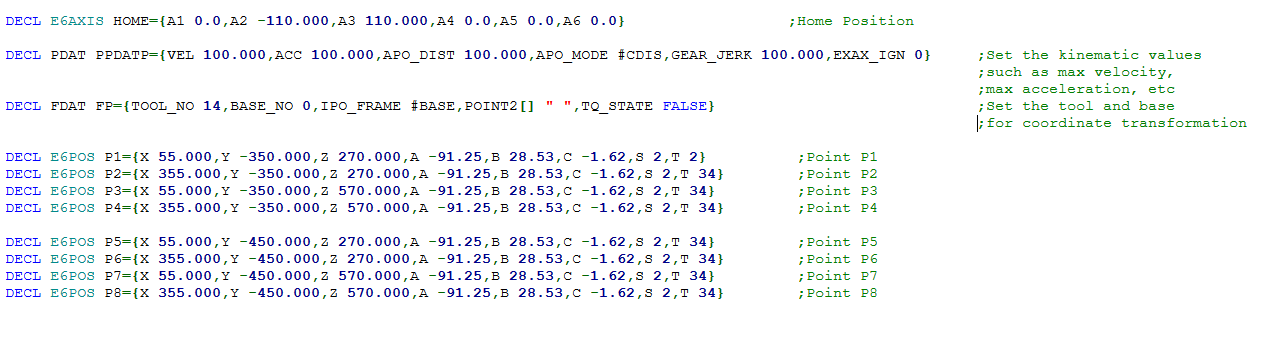 DECL E6AXIS HOME={A1 0.0,A2 -110.000,A3 110.000,A4 0.0,A5 0.0,A6 0.0} ;Home Position
DECL PDAT PPDATP={VEL 100.000,ACC 100.000,APO_DIST 100.000,APO_MODE #CDIS,GEAR_JERK 100.000,EXAX_IGN 0} ;Set the kinematic values
;such as max velocity,
;max acceleration, etc
DECL FDAT FP={TOOL_NO 14,BASE_NO 0,IPO_FRAME #BASE,POINT2[] " ",TQ_STATE FALSE} ;Set the tool and base
;for coordinate transformation
DECL E6POS P1={X 55.000,Y -350.000,Z 270.000,A -91.25,B 28.53,C -1.62,S 2,T 2} ;Point P1
DECL E6POS P2={X 355.000,Y -350.000,Z 270.000,A -91.25,B 28.53,C -1.62,S 2,T 34} ;Point P2
DECL E6POS P3={X 55.000,Y -350.000,Z 570.000,A -91.25,B 28.53,C -1.62,S 2,T 34} ;Point P3
DECL E6POS P4={X 355.000,Y -350.000,Z 570.000,A -91.25,B 28.53,C -1.62,S 2,T 34} ;Point P4
DECL E6POS P5={X 55.000,Y -450.000,Z 270.000,A -91.25,B 28.53,C -1.62,S 2,T 34} ;Point P5
DECL E6POS P6={X 355.000,Y -450.000,Z 270.000,A -91.25,B 28.53,C -1.62,S 2,T 34} ;Point P6
DECL E6POS P7={X 55.000,Y -450.000,Z 570.000,A -91.25,B 28.53,C -1.62,S 2,T 34} ;Point P7
DECL E6POS P8={X 355.000,Y -450.000,Z 570.000,A -91.25,B 28.53,C -1.62,S 2,T 34} ;Point P8